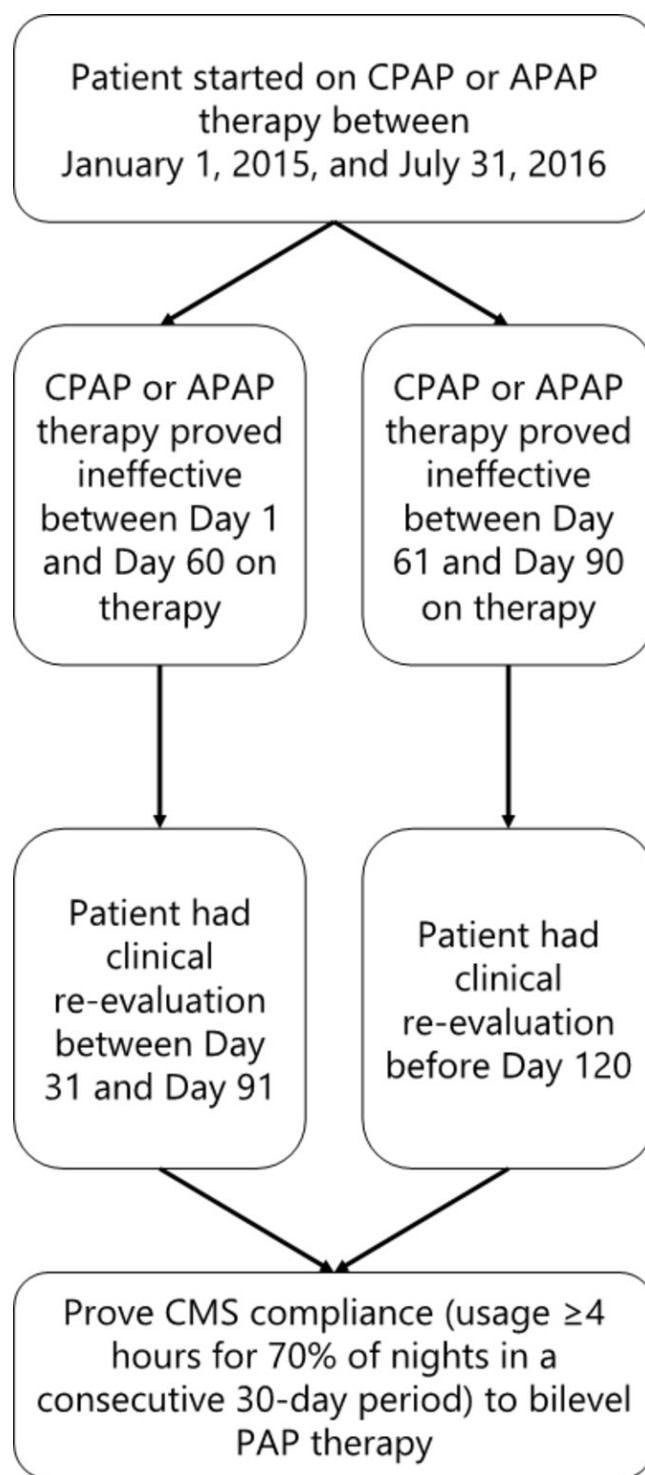 Patient started on CPAP or APAP
therapy between
January 1, 2015, and July 31, 2016
CPAP or APAP
therapy proved
ineffective
between Day 1
and Day 60 on
therapy
CPAP or APAP
therapy proved
ineffective
between Day
61 and Day 90
on therapy
Patient had
clinical
re-evaluation
between Day
31 and Day 91
Patient had
clinical
re-evaluation
before Day 120
Prove CMS compliance (usage ≥4
hours for 70% of nights in a
consecutive 30-day period) to bilevel
PAP therapy